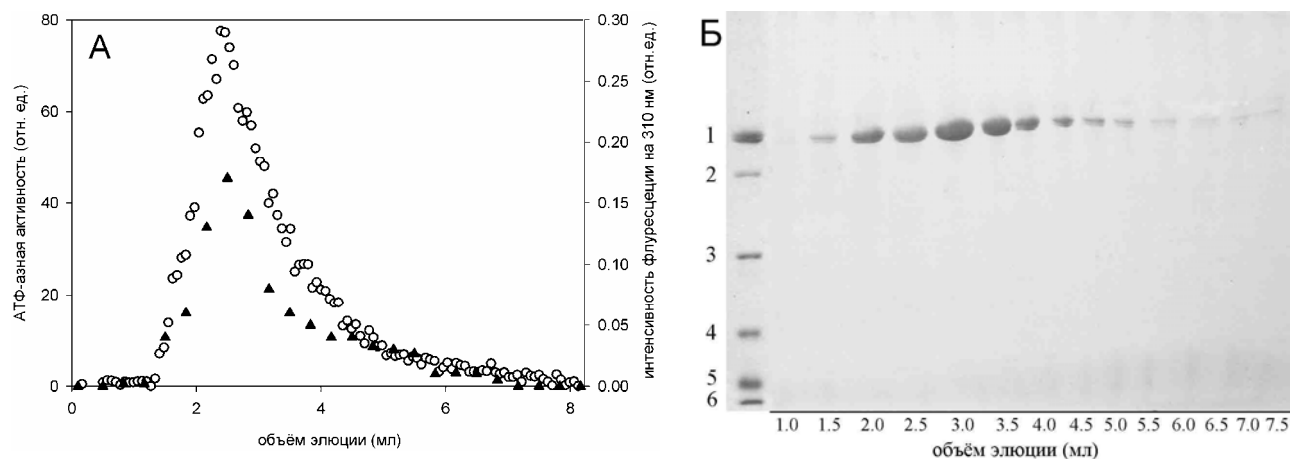 А
АТФ-азная активность (отн. ед.)
80
60
40
20
0
0 2 4 6 8
объём элюции (мл)
0.30
0.25
0.20
0.15
0.10
0.05
0.00
интенсивность флуресцеции на 310 нм (отн.ед.)
Б
1
2
3
4
5
6
1.0 1.5 2.0 2.5 3.0 3.5 4.0 4.5 5.0 5.5 6.0 6.5 7.0 7.5
объём элюции (мл)